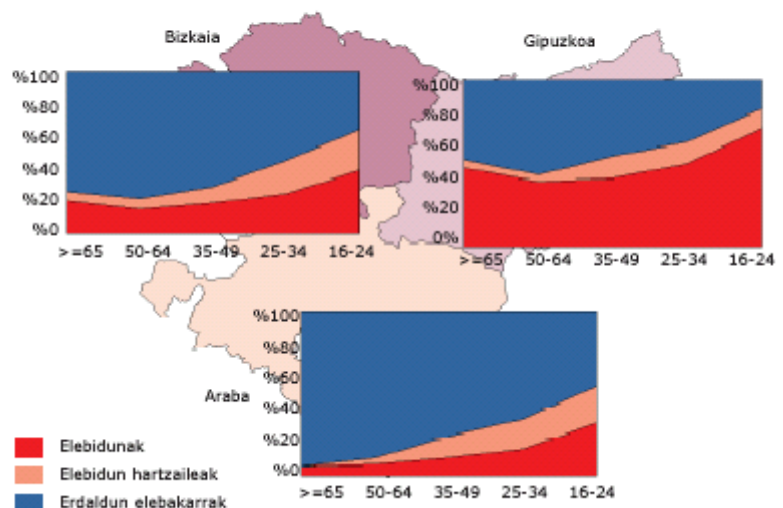 Bizkaia
Gipuzkoa
%100
%80
%60
%40
%20
%0
>=65 50-64 35-49 25-34 16-24
%100
%80
%60
%40
%20
0%
>=65 50-64 35-49 25-34 16-24
Araba
%100
%80
%60
%40
%20
%0
>=65 50-64 35-49 25-34 16-24
Elebidunak
Elebidun hartzaileak
Erdaldun elebakarrak